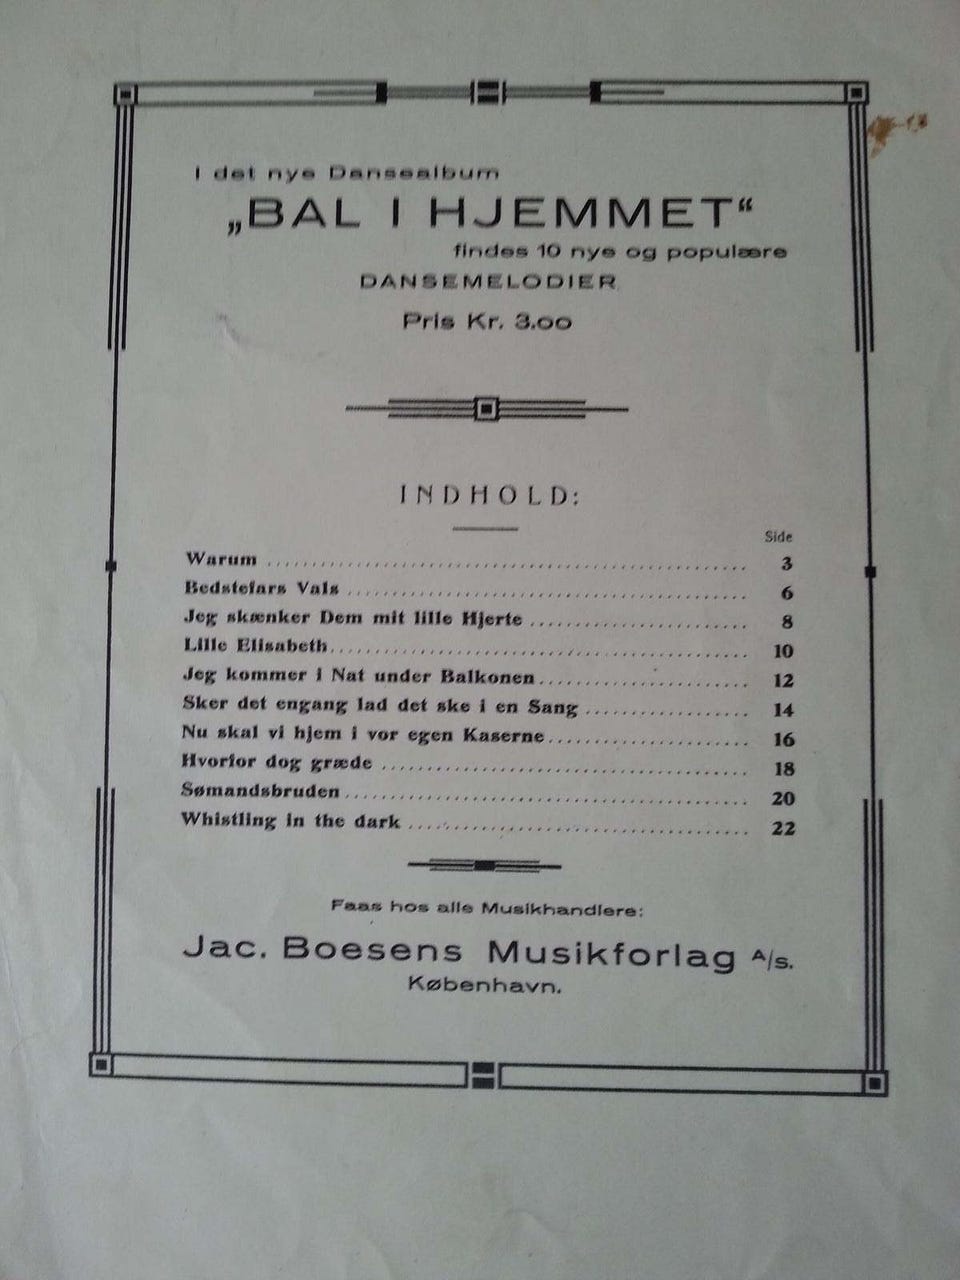 I det nye Dansealbum
„BAL I HJEMMET“
findes 10 nye og populære
DANSEMELODIER
Pris Kr. 3.00
INDHOLD:
Side
Warum 3
Bedstefars Vals 6
Jeg skænker Dem mit lille Hjerte 8
Lille Elisabeth 10
Jeg kommer i Nat under Balkonen 12
Sker det engang lad det ske i en Sang 14
Nu skal vi hjem i vor egen Kaserne 16
Hvorfor dog græde 18
Sømandsbruden 20
Whistling in the dark 22
Faas hos alle Musikhandlere:
Jac. Boesens Musikforlag A/s.
København.